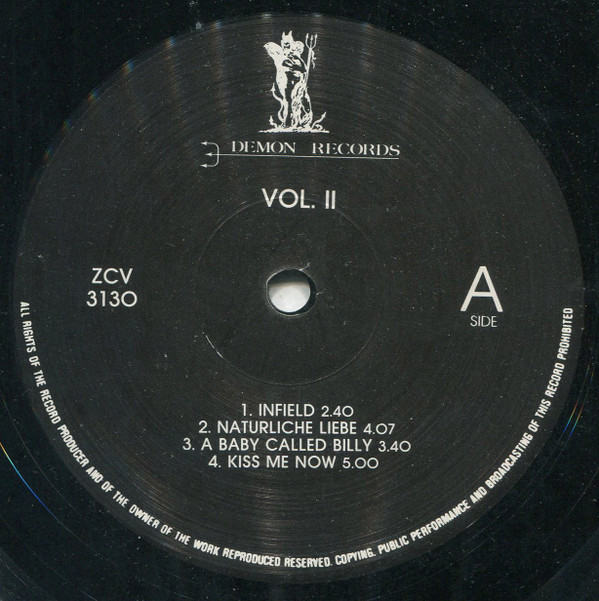 DEMON RECORDS
VOL. II
ZCV
3130
A
SIDE
1. INFIELD 2.40
2. NATURLICHE LIEBE 4.07
3. A BABY CALLED BILLY 3.40
4. KISS ME NOW 5.00
ALL RIGHTS OF THE RECORD PRODUCER AND OF THE OWNER OF THE WORK REPRODUCED RESERVED. COPYING, PUBLIC PERFORMANCE AND BROADCASTING OF THIS RECORD PROHIBITED